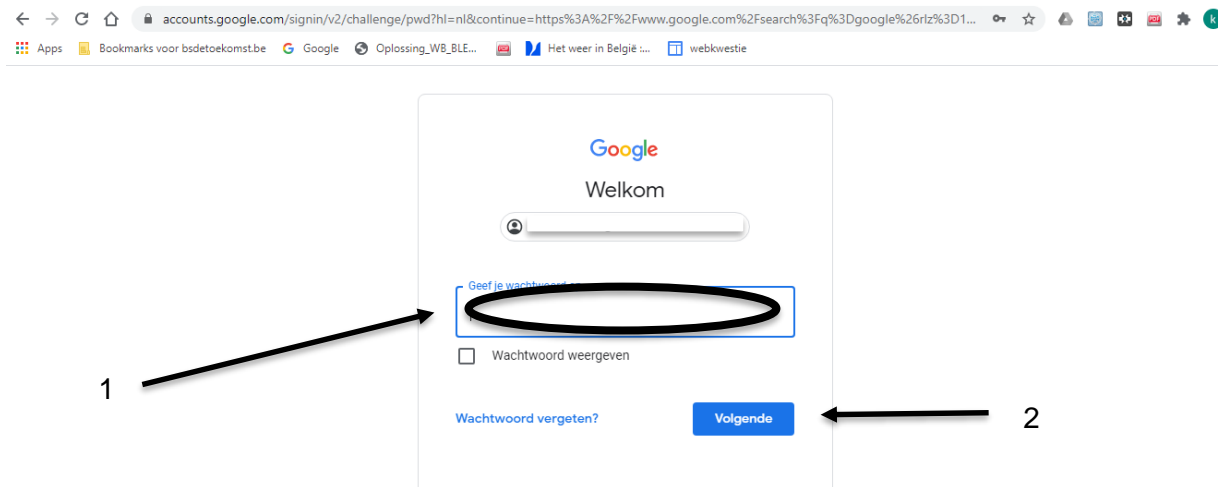 accounts.google.com/signin/v2/challenge/pwd?hl=nl&continue=https%3A%2F%2Fwww.google.com%2Fsearch%3Fq%3Dgoogle%26rlz%3D1...
Apps Bookmarks voor bsdetoekomst.be G Google Oplossing_WB_BLE... PDF Het weer in België :... webkwestie
Google
Welkom
Geef je wachtwoord
Wachtwoord weergeven
1
Wachtwoord vergeten? Volgende
2